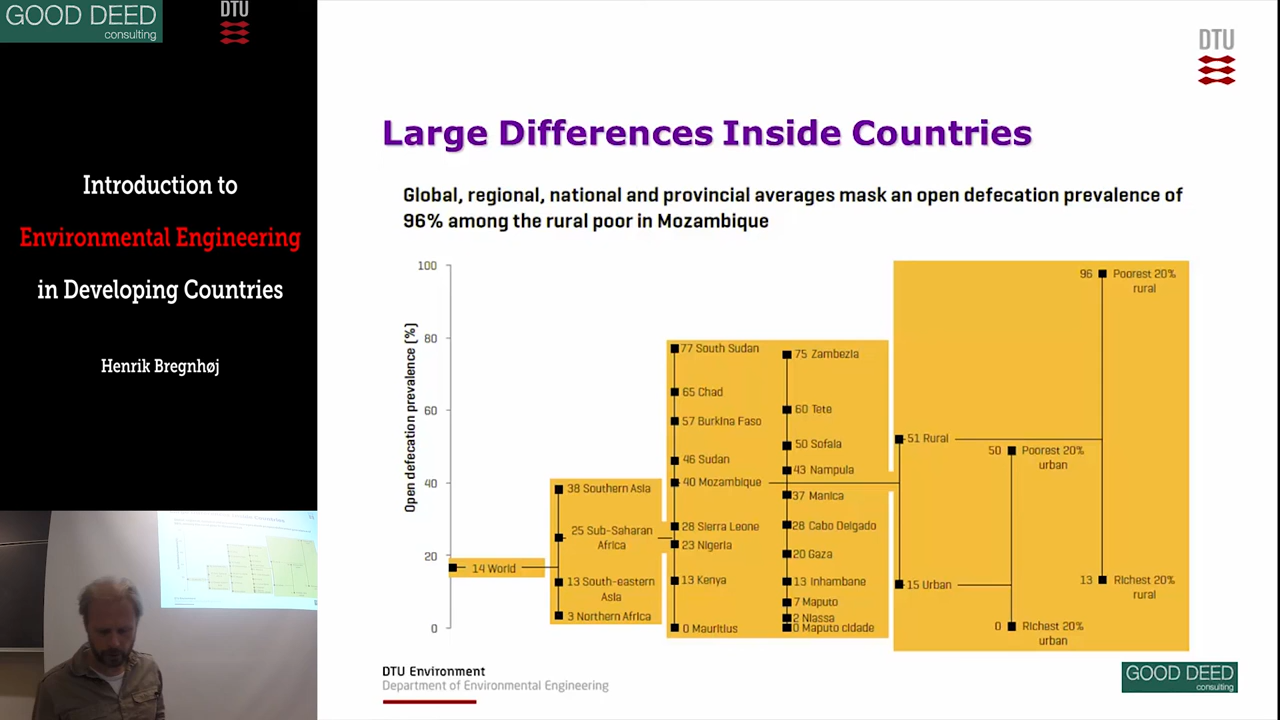 GOOD DEED
consulting
DTU
Introduction to
Environmental Engineering
in Developing Countries
Henrik Bregnhøj
DTU
Large Differences Inside Countries
Global, regional, national and provincial averages mask an open defecation prevalence of
96% among the rural poor in Mozambique
Open defecation prevalence (%)
100
80
60
40
20
0
14 World
38 Southern Asia
25 Sub-Saharan
Africa
13 South-eastern
Asia
3 Northern Africa
77 South Sudan
65 Chad
57 Burkina Faso
46 Sudan
40 Mozambique
28 Sierra Leone
23 Nigeria
13 Kenya
0 Mauritius
75 Zambezia
60 Tete
50 Sofala
43 Nampula
37 Manica
28 Cabo Delgado
20 Gaza
13 Inhambane
7 Maputo
2 Niassa
0 Maputo cidade
51 Rural
15 Urban
50 Poorest 20%
urban
0 Richest 20%
urban
96 Poorest 20%
rural
13 Richest 20%
rural
DTU Environment
Department of Environmental Engineering
GOOD DEED
consulting